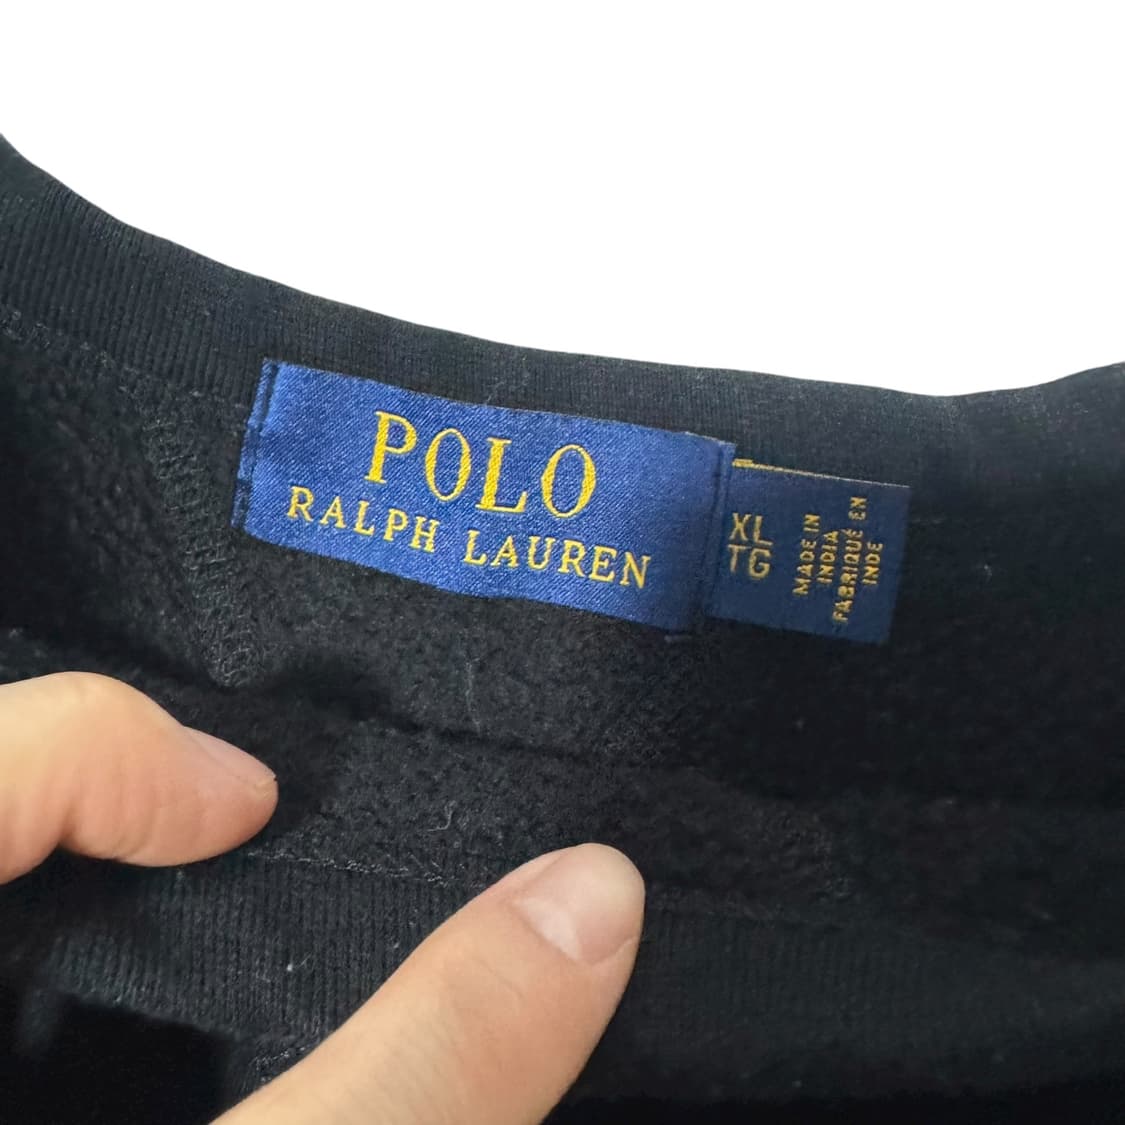 POLO
RALPH LAUREN
XL
TG
MADE IN
INDIA
FABRIQUÉ EN
INDE